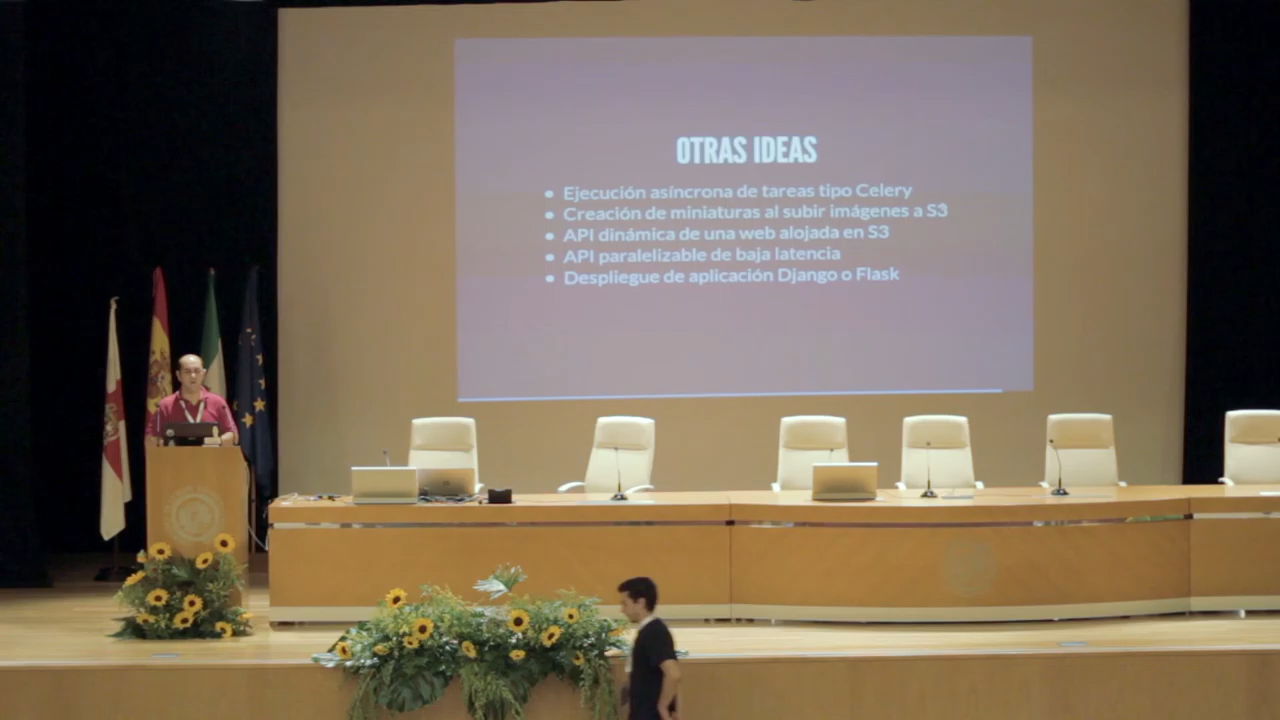 OTRAS IDEAS
• Ejecución asíncrona de tareas tipo Celery
• Creación de miniaturas al subir imágenes a S3
• API dinámica de una web alojada en S3
• API paralelizable de baja latencia
• Despliegue de aplicación Django o Flask